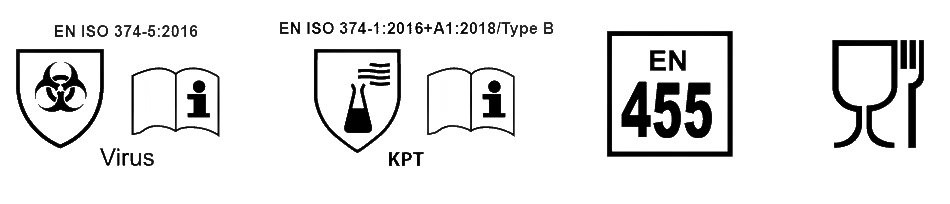 EN ISO 374-5:2016
Virus
EN ISO 374-1:2016+A1:2018/Type B
KPT
EN
455